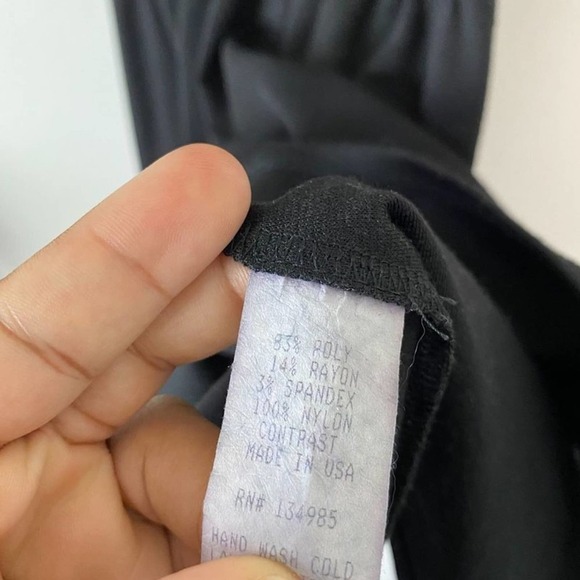 83% POLY
14% RAYON
3% SPANDEX
100% NYLON
CONTRAST
MADE IN USA
RN# 134985
HAND WASH COLD